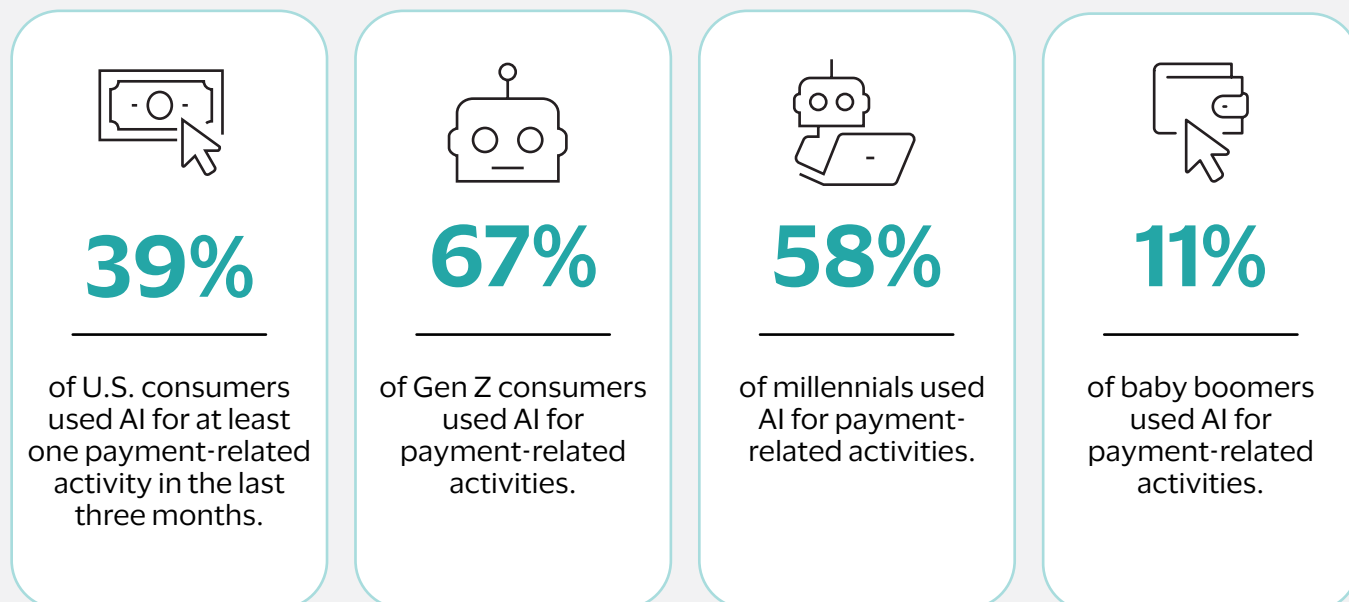 39%
of U.S. consumers
used AI for at least
one payment-related
activity in the last
three months.
67%
of Gen Z consumers
used AI for
payment-related
activities.
58%
of millennials used
AI for payment-
related activities.
11%
of baby boomers
used AI for
payment-related
activities.